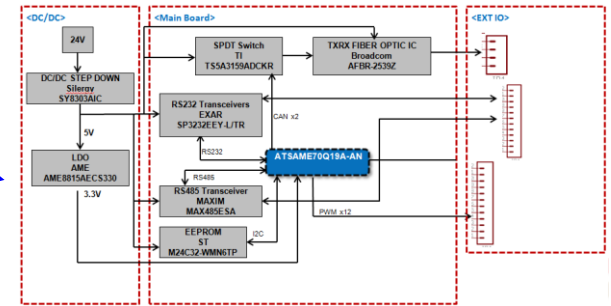 <DC/DC>
24V
DC/DC STEP DOWN
Silergy
SY8303AIC
5V
LDO
AME
AME8815AECS330
3.3V
<Main Board>
SPDT Switch
TI
TS5A3159ADCKR
TXRX FIBER OPTIC IC
Broadcom
AFBR-2539Z
RS232 Transceivers
EXAR
SP3232EEY-L/TR
CAN x2
RS232
ATSAME70Q19A-AN
RS485
RS485 Transceiver
MAXIM
MAX485ESA
PWM x12
EEPROM
ST
M24C32-WMN6TP
I2C
<EXT IO>